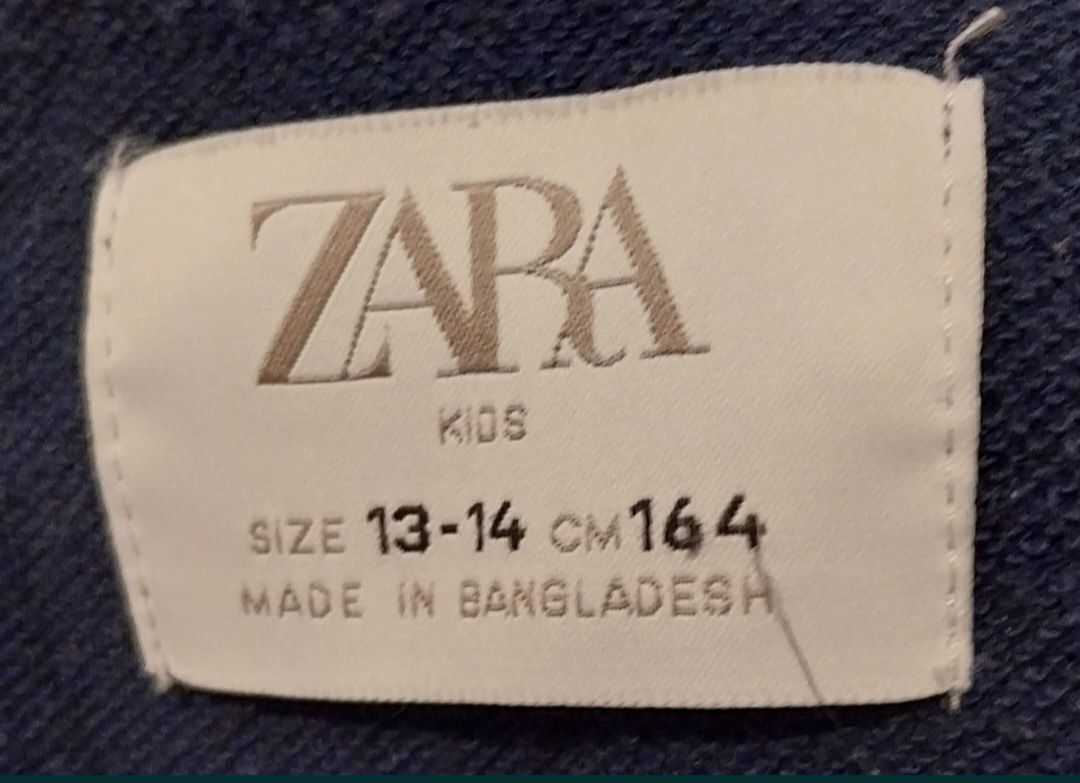 ZARA
KIDS
SIZE 13-14 CM 164
MADE IN BANGLADESH